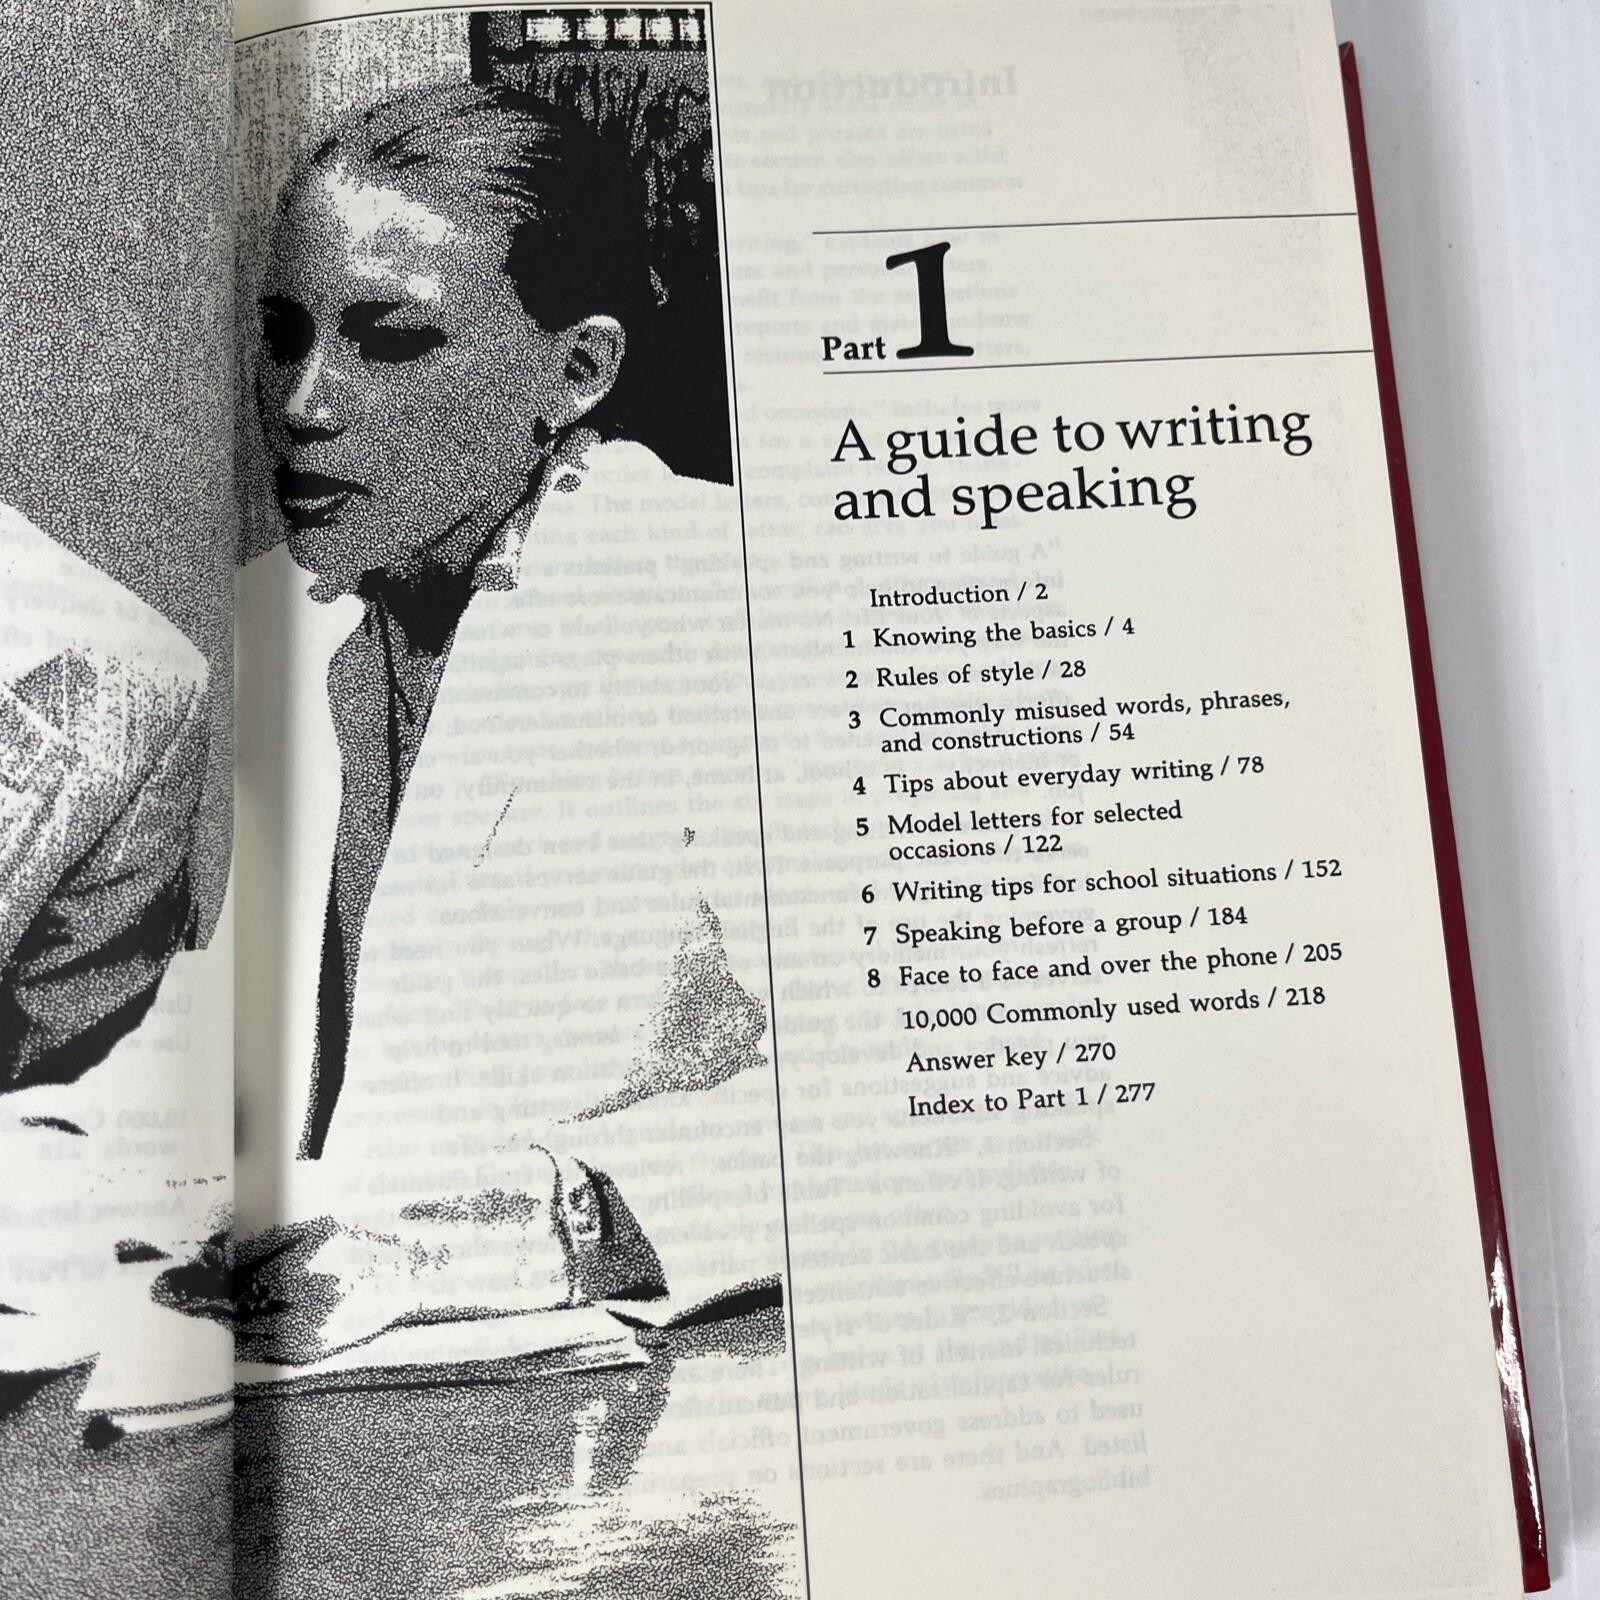 Part 1
A guide to writing
and speaking
Introduction / 2
1 Knowing the basics / 4
2 Rules of style / 28
3 Commonly misused words, phrases,
and constructions / 54
4 Tips about everyday writing / 78
5 Model letters for selected
occasions / 122
6 Writing tips for school situations / 152
7 Speaking before a group / 184
8 Face to face and over the phone / 205
10,000 Commonly used words / 218
Answer key / 270
Index to Part 1 / 277